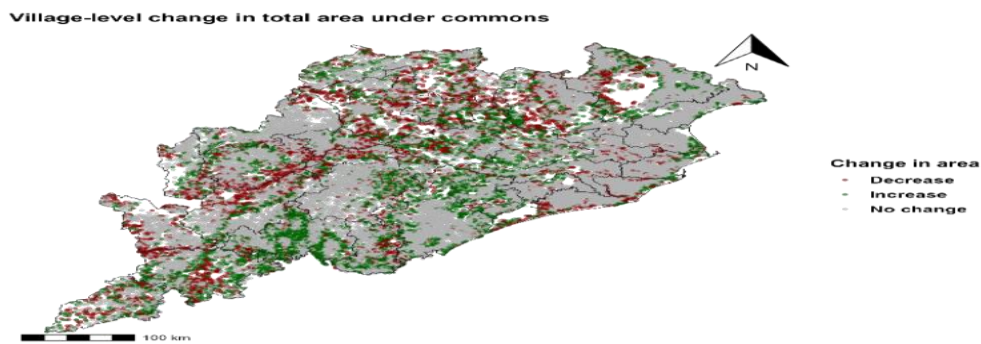 Village-level change in total area under commons
N
Change in area
Decrease
Increase
No change
100 km